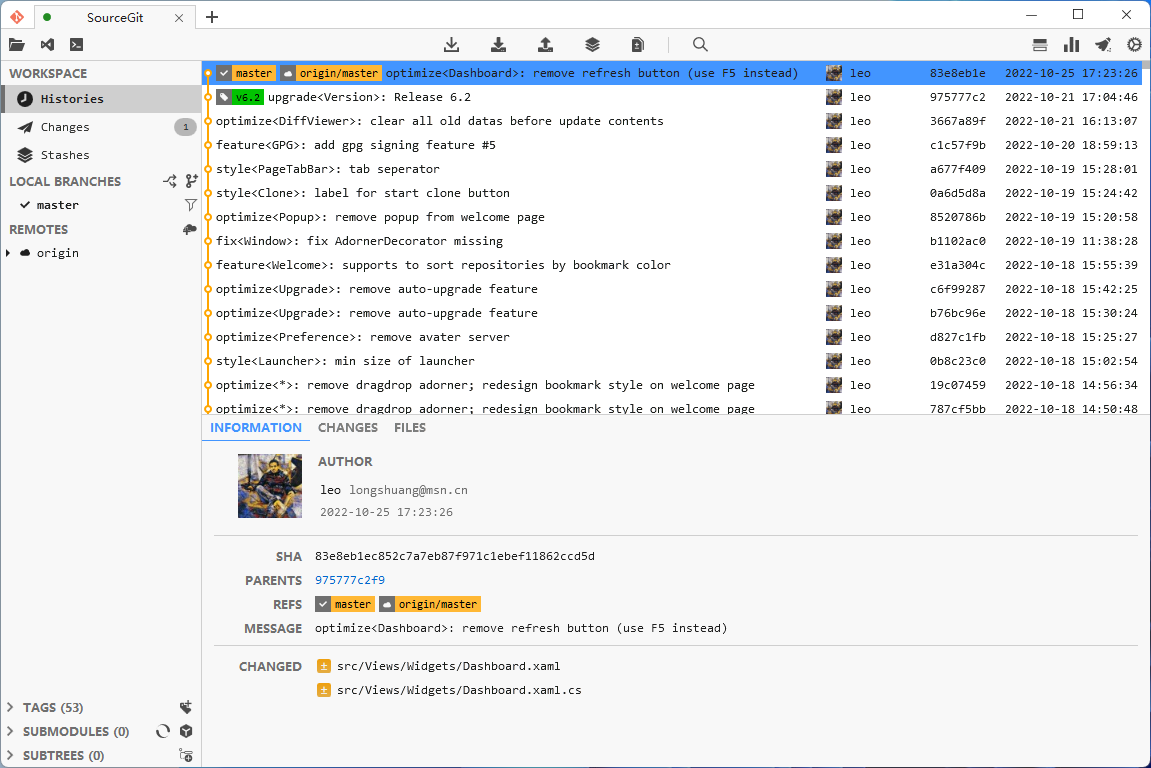 SourceGit
WORKSPACE
Histories
Changes 1
Stashes
LOCAL BRANCHES
master
REMOTES
origin
TAGS (53)
SUBMODULES (0)
SUBTREES (0)
master origin/master optimize<Dashboard>: remove refresh button (use F5 instead) leo 83e8eb1e 2022-10-25 17:23:26
v6.2 upgrade<Version>: Release 6.2 leo 975777c2 2022-10-21 17:04:46
optimize<DiffViewer>: clear all old datas before update contents leo 3667a89f 2022-10-21 16:13:07
feature<GPG>: add gpg signing feature #5 leo c1c57f9b 2022-10-20 18:59:13
style<PageTabBar>: tab seperator leo a677f409 2022-10-19 15:28:01
style<Clone>: label for start clone button leo 0a6d5d8a 2022-10-19 15:24:42
optimize<Popup>: remove popup from welcome page leo 8520786b 2022-10-19 15:20:58
fix<Window>: fix AdornerDecorator missing leo b1102ac0 2022-10-19 11:38:28
feature<Welcome>: supports to sort repositories by bookmark color leo e31a304c 2022-10-18 15:55:39
optimize<Upgrade>: remove auto-upgrade feature leo c6f99287 2022-10-18 15:42:25
optimize<Upgrade>: remove auto-upgrade feature leo b76bc96e 2022-10-18 15:30:24
optimize<Preference>: remove avater server leo d827c1fb 2022-10-18 15:25:27
style<Launcher>: min size of launcher leo 0b8c23c0 2022-10-18 15:02:54
optimize<*>: remove dragdrop adorner; redesign bookmark style on welcome page leo 19c07459 2022-10-18 14:56:34
optimize<*>: remove dragdrop adorner; redesign bookmark style on welcome page leo 787cf5bb 2022-10-18 14:50:48
INFORMATION CHANGES FILES
AUTHOR
leo longshuang@msn.cn
2022-10-25 17:23:26
SHA 83e8eb1ec852c7a7eb87f971c1ebef11862ccd5d
PARENTS 975777c2f9
REFS master origin/master
MESSAGE optimize<Dashboard>: remove refresh button (use F5 instead)
CHANGED src/Views/Widgets/Dashboard.xaml
src/Views/Widgets/Dashboard.xaml.cs